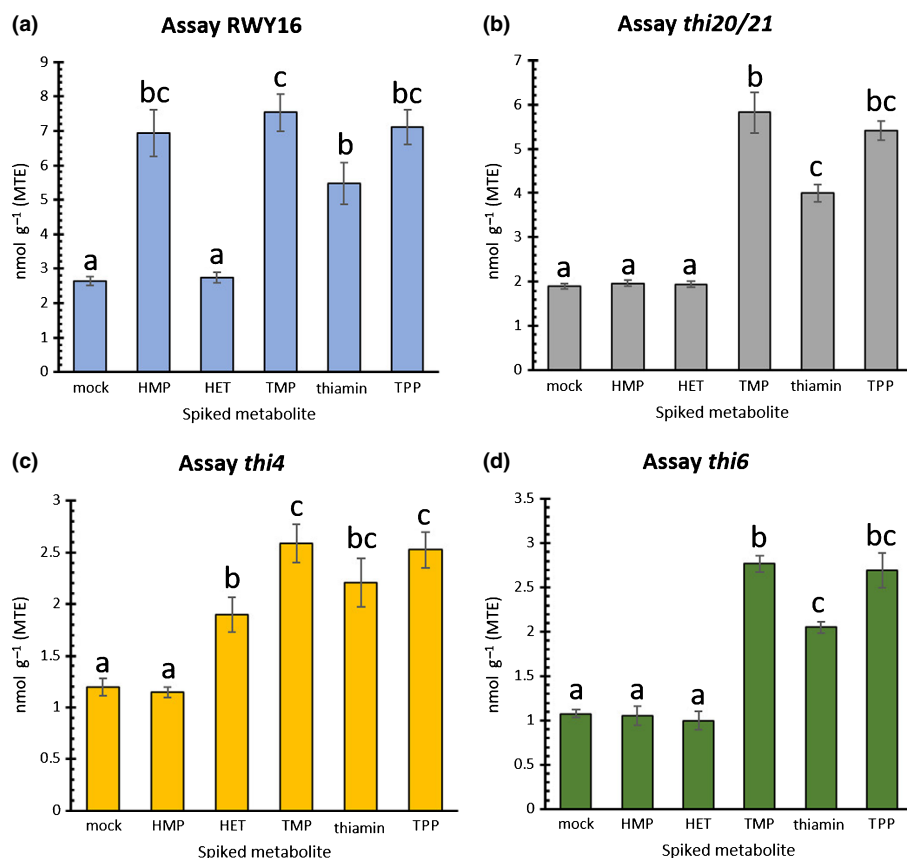 (a) Assay RWY16
9
8
7
6
5
4
3
2
1
0
nmol g⁻¹ (MTE)
a
bc
a
c
b
bc
mock HMP HET TMP thiamin TPP
Spiked metabolite
(b) Assay thi20/21
7
6
5
4
3
2
1
0
nmol g⁻¹ (MTE)
a
a
a
b
c
bc
mock HMP HET TMP thiamin TPP
Spiked metabolite
(c) Assay thi4
3
2.5
2
1.5
1
0.5
0
nmol g⁻¹ (MTE)
a
a
b
c
bc
c
mock HMP HET TMP thiamin TPP
Spiked metabolite
(d) Assay thi6
3.5
3
2.5
2
1.5
1
0.5
0
nmol g⁻¹ (MTE)
a
a
a
b
c
bc
mock HMP HET TMP thiamin TPP
Spiked metabolite